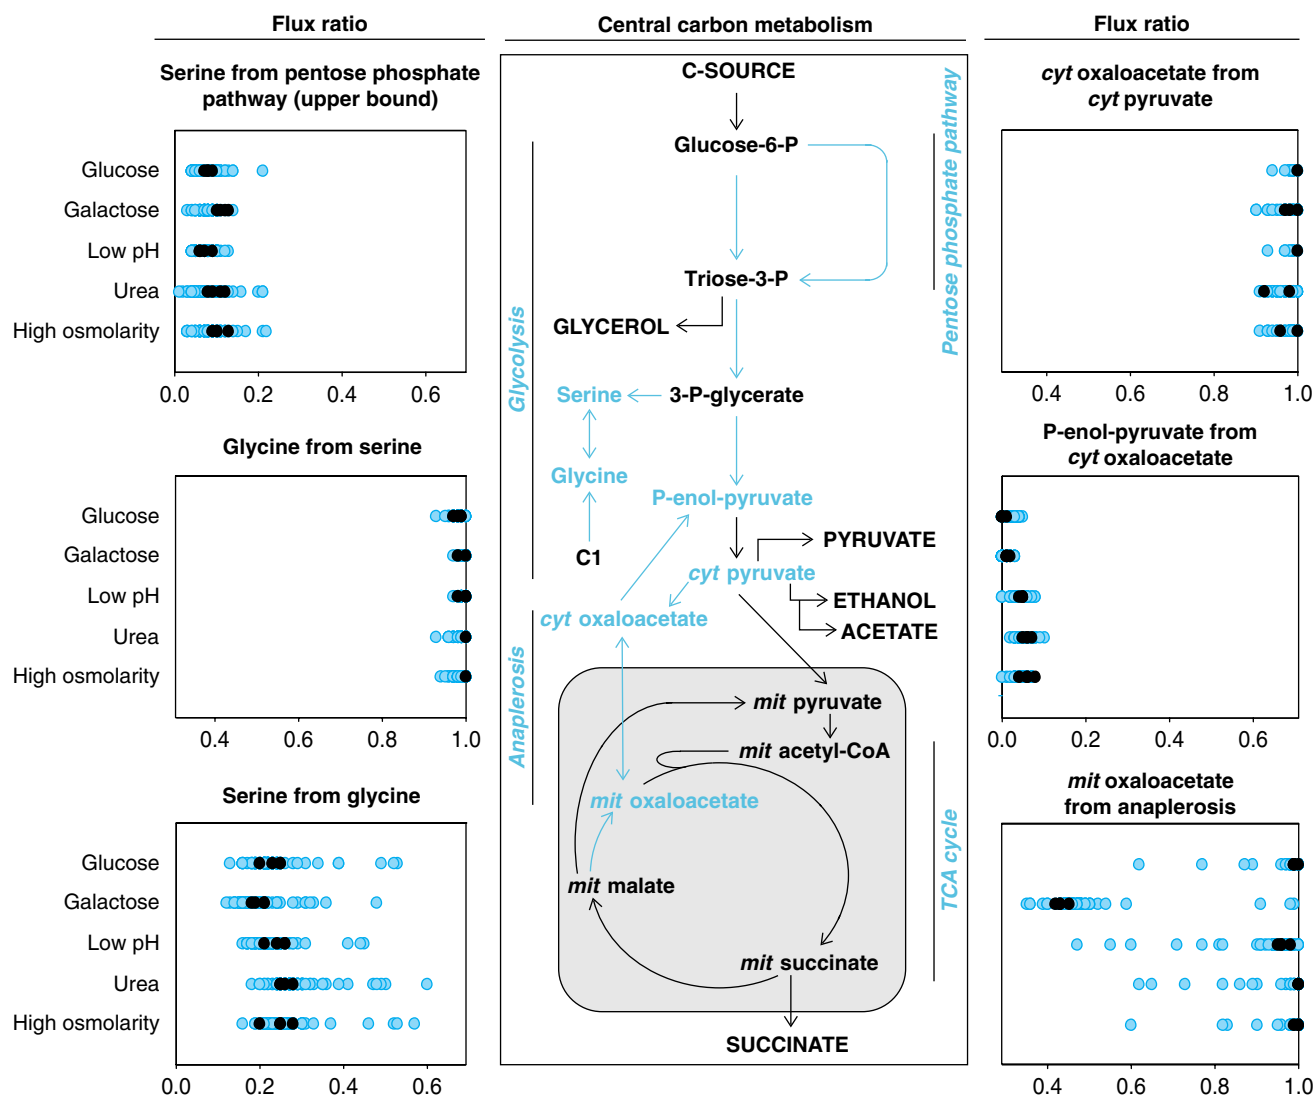 Flux ratio
Serine from pentose phosphate
pathway (upper bound)
Glucose
Galactose
Low pH
Urea
High osmolarity
0.0 0.2 0.4 0.6
Glycine from serine
Glucose
Galactose
Low pH
Urea
High osmolarity
0.4 0.6 0.8 1.0
Serine from glycine
Glucose
Galactose
Low pH
Urea
High osmolarity
0.0 0.2 0.4 0.6
Central carbon metabolism
C-SOURCE
Glucose-6-P
Pentose phosphate pathway
Triose-3-P
GLYCEROL
Glycolysis
Serine
3-P-glycerate
Glycine
P-enol-pyruvate
C1
PYRUVATE
cyt pyruvate
ETHANOL
cyt oxaloacetate
ACETATE
Anaplerosis
mit pyruvate
mit acetyl-CoA
mit oxaloacetate
TCA cycle
mit malate
mit succinate
SUCCINATE
Flux ratio
cyt oxaloacetate from
cyt pyruvate
0.4 0.6 0.8 1.0
P-enol-pyruvate from
cyt oxaloacetate
0.0 0.2 0.4 0.6
mit oxaloacetate
from anaplerosis
0.4 0.6 0.8 1.0